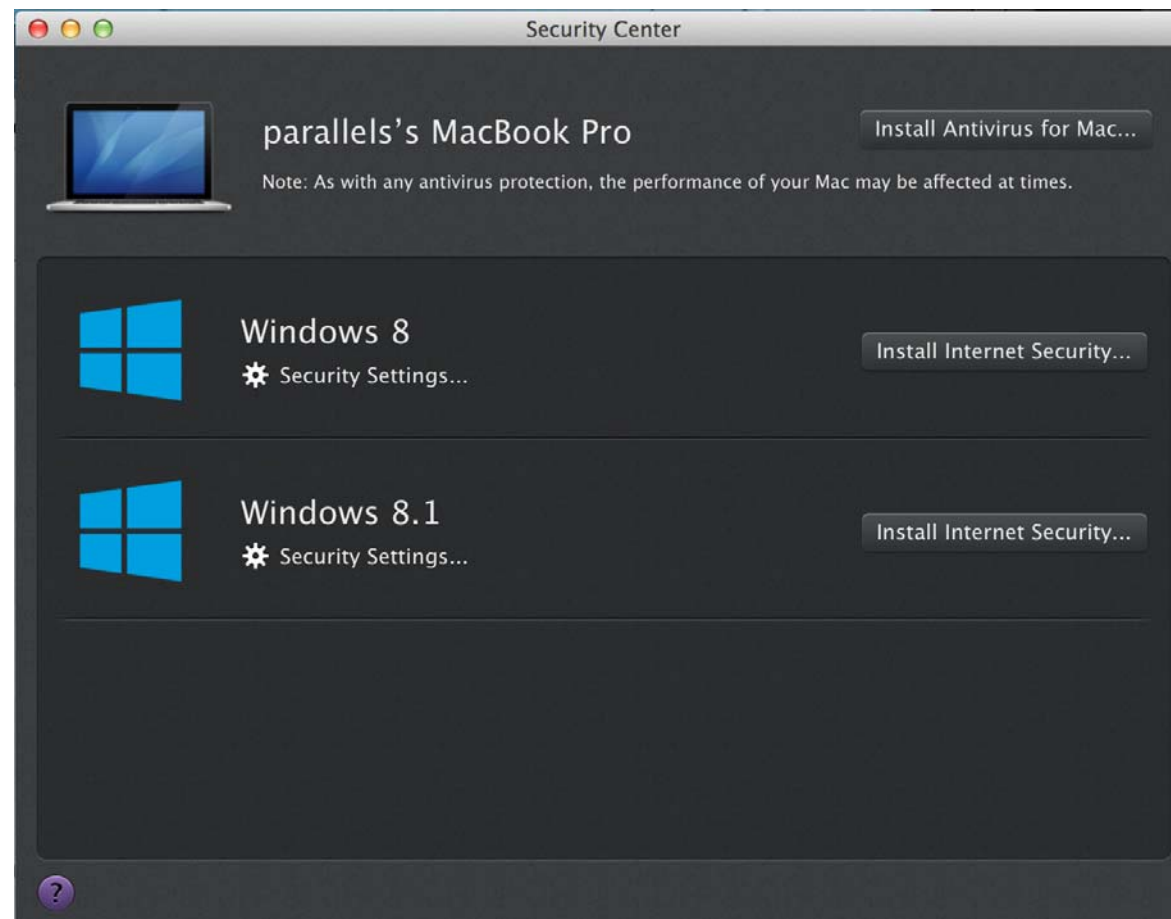 Security Center
parallels's MacBook Pro
Install Antivirus for Mac...
Note: As with any antivirus protection, the performance of your Mac may be affected at times.
Windows 8
Security Settings...
Install Internet Security...
Windows 8.1
Security Settings...
Install Internet Security...
?